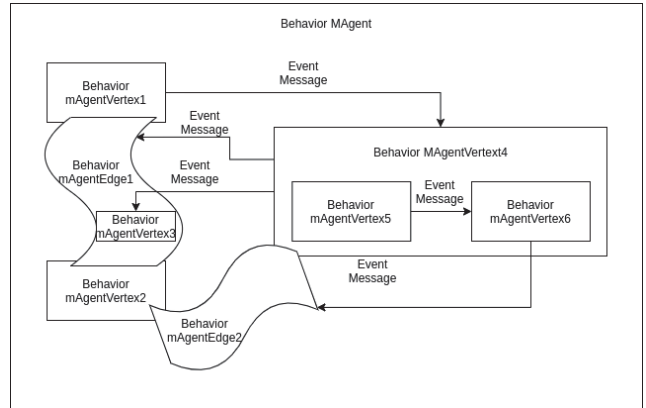 Behavior MAgent
Event
Message
Behavior
mAgentVertex1
Event
Message
Behavior MAgentVertext4
Behavior
mAgentEdge1
Event
Message
Behavior
mAgentVertex5
Event
Message
Behavior
mAgentVertex6
Behavior
mAgentVertex3
Event
Message
Behavior
mAgentVertex2
Behavior
mAgentEdge2